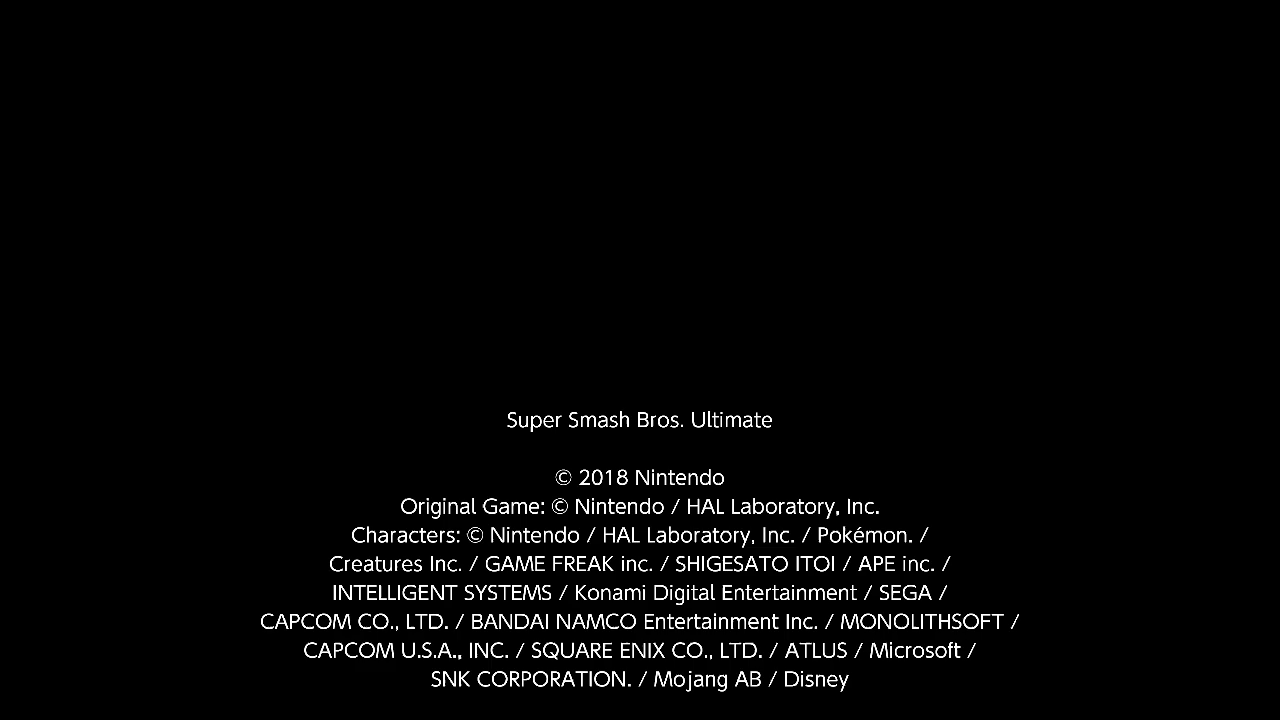 Super Smash Bros. Ultimate
© 2018 Nintendo
Original Game: © Nintendo / HAL Laboratory, Inc.
Characters: © Nintendo / HAL Laboratory, Inc. / Pokémon. /
Creatures Inc. / GAME FREAK inc. / SHIGESATO ITOI / APE inc. /
INTELLIGENT SYSTEMS / Konami Digital Entertainment / SEGA /
CAPCOM CO., LTD. / BANDAI NAMCO Entertainment Inc. / MONOLITHSOFT /
CAPCOM U.S.A., INC. / SQUARE ENIX CO., LTD. / ATLUS / Microsoft /
SNK CORPORATION. / Mojang AB / Disney